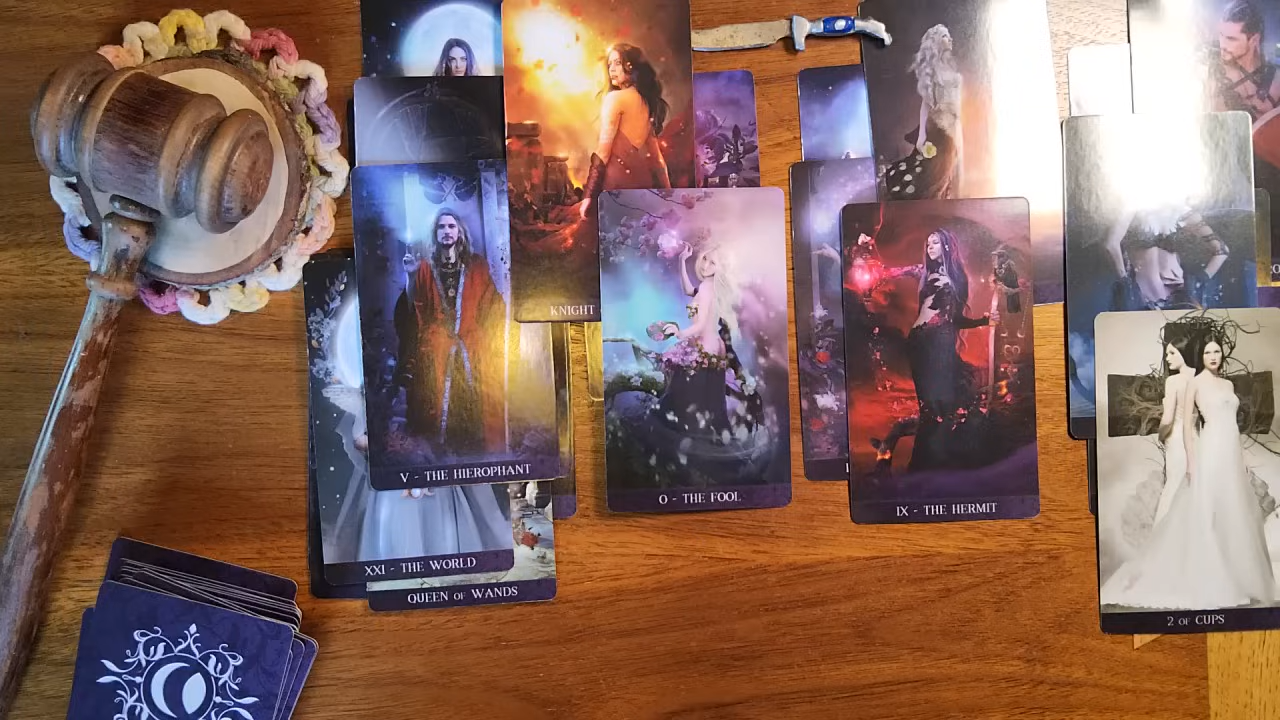 KNIGHT
V - THE HIEROPHANT
O - THE FOOL
IX - THE HERMIT
XXI - THE WORLD
QUEEN OF WANDS
2 OF CUPS